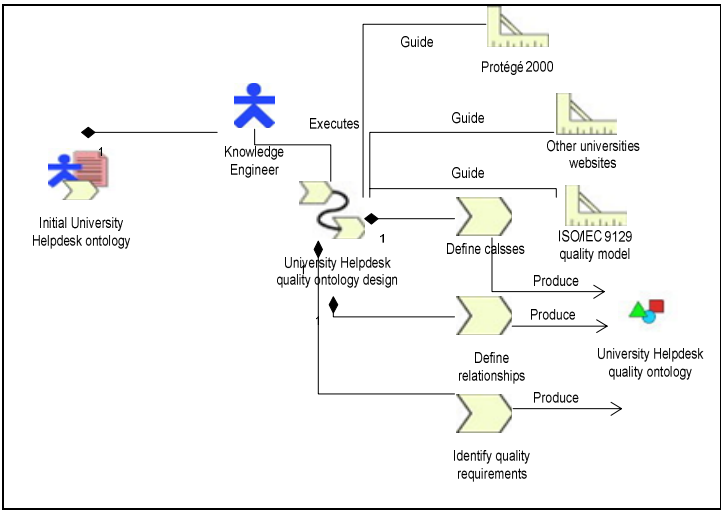 Guide
Protégé 2000
Executes
Guide
Other universities
websites
1
Knowledge
Engineer
Guide
Initial University
Helpdesk ontology
ISO/IEC 9129
quality model
1
Define calsses
University Helpdesk
quality ontology design
1
Produce
1
Produce
Define
relationships
University Helpdesk
quality ontology
Produce
Identify quality
requirements